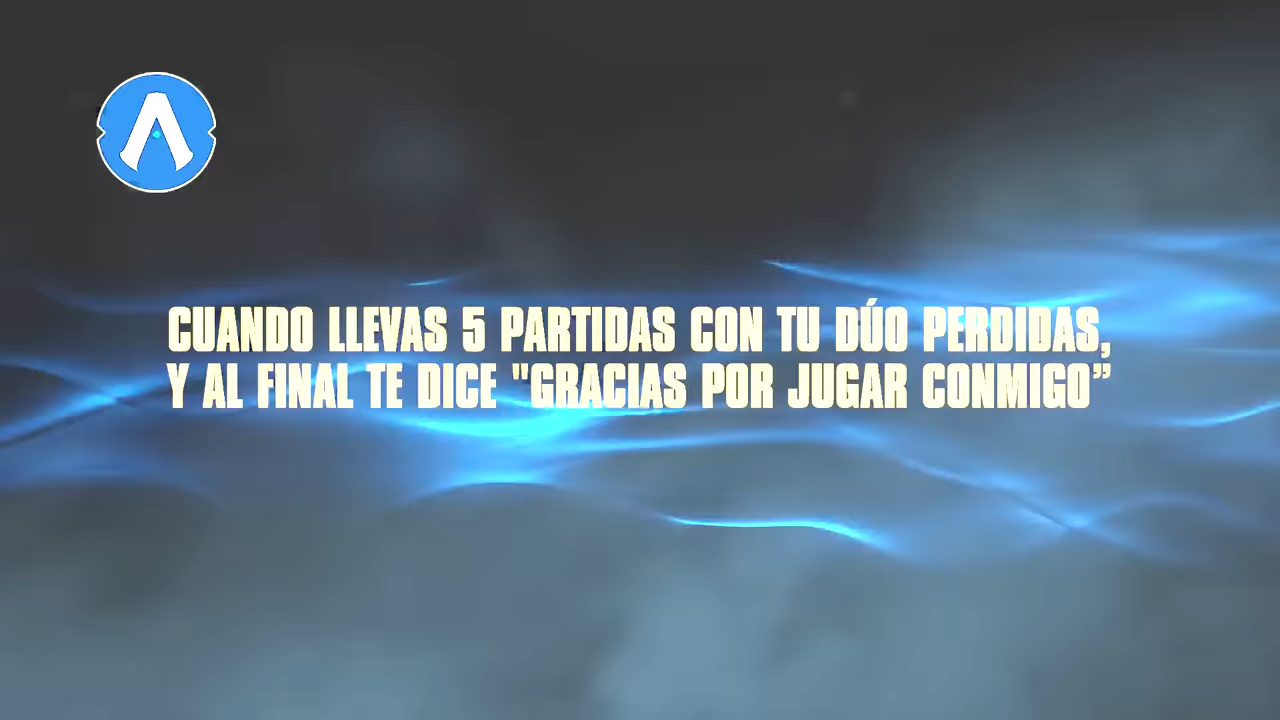 CUANDO LLEVAS 5 PARTIDAS CON TU DÚO PERDIDAS,
Y AL FINAL TE DICE "GRACIAS POR JUGAR CONMIGO”